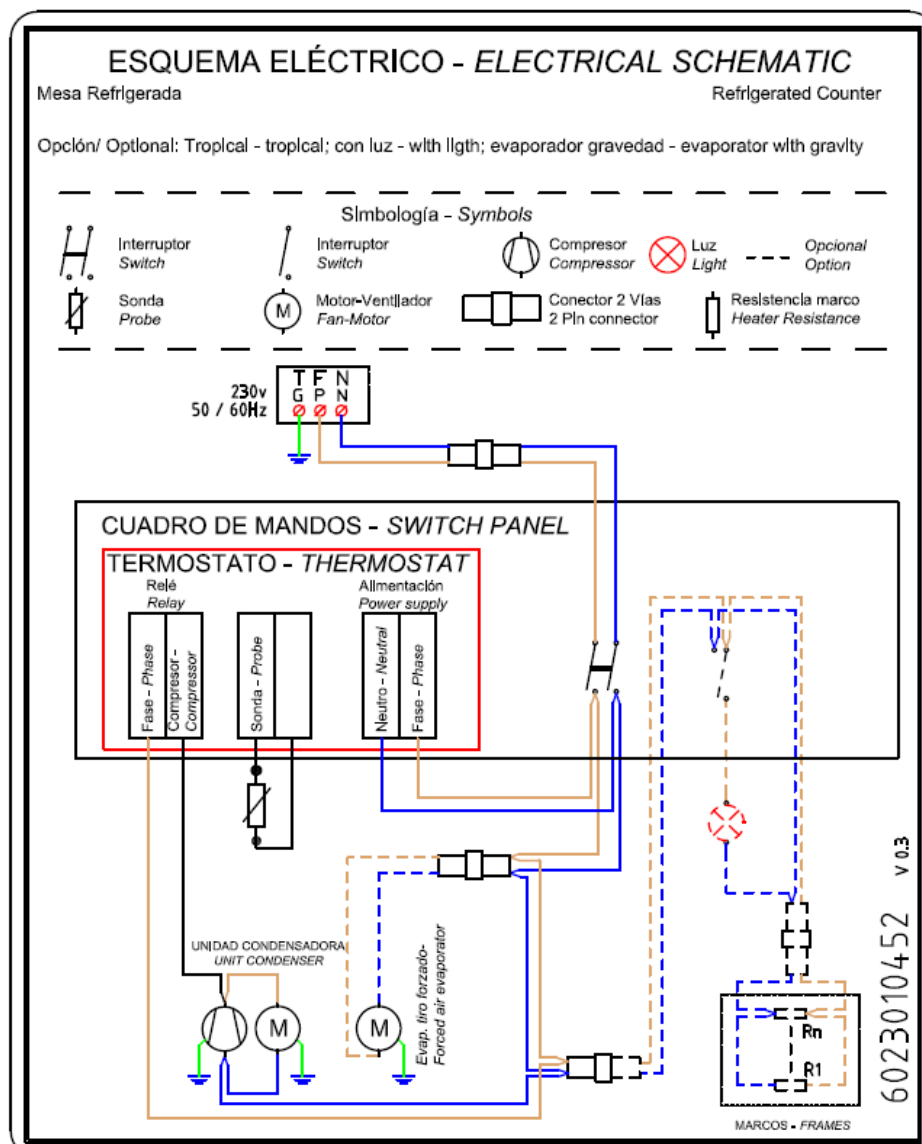 ESQUEMA ELÉCTRICO - ELECTRICAL SCHEMATIC
Mesa Refrigerada
Refrigerated Counter
Opción/ Optional: Tropical - tropical; con luz - with ligth; evaporador gravedad - evaporator with gravity
Simbología - Symbols
Interruptor
Switch
Interruptor
Switch
Compresor
Compressor
Luz
Light
Opcional
Option
Sonda
Probe
M
Motor-Ventilador
Fan-Motor
Conector 2 Vías
2 Pin connector
Resistencia marco
Heater Resistance
230v
50 / 60Hz
T F N
G P N
CUADRO DE MANDOS - SWITCH PANEL
TERMOSTATO - THERMOSTAT
Relé
Relay
Alimentación
Power supply
Fase - Phase
Compresor -
Compressor
Sonda - Probe
Neutro - Neutral
Fase - Phase
UNIDAD CONDENSADORA
UNIT CONDENSER
M
M
Evap. tiro forzado-
Forced air evaporator
Rn
R1
MARCOS - FRAMES
6023010452 V 0.3